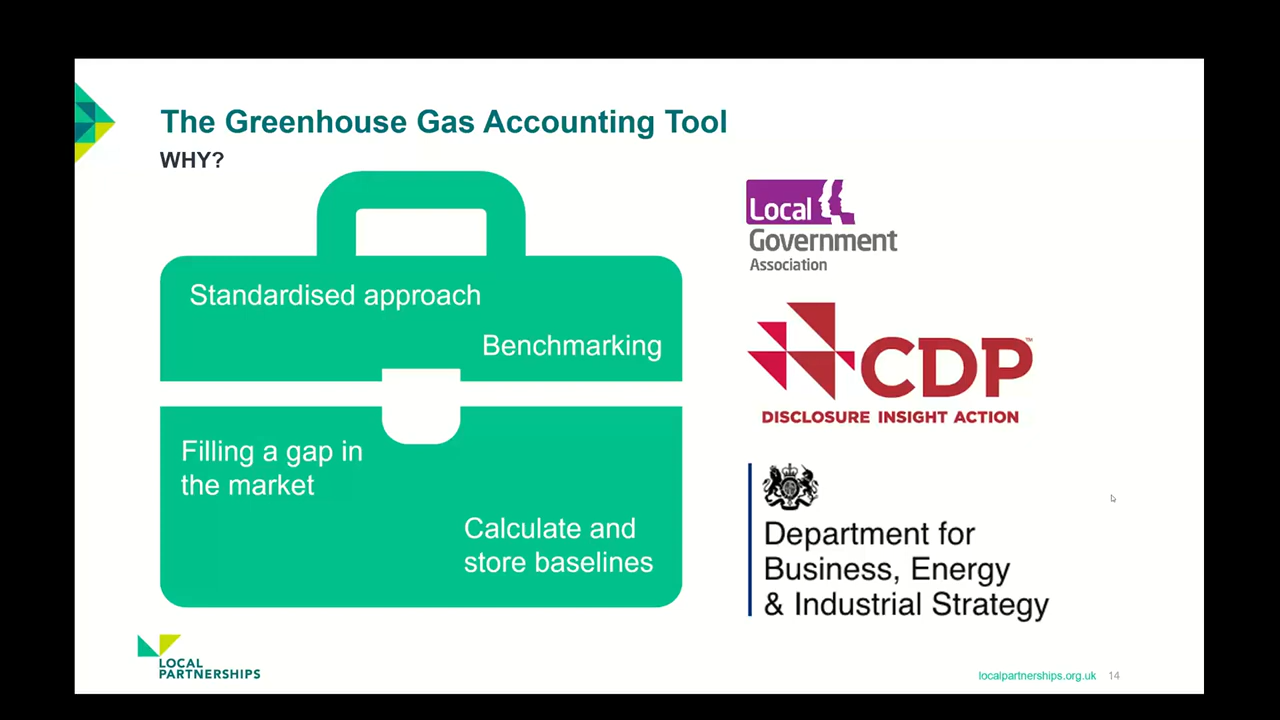 The Greenhouse Gas Accounting Tool
WHY?
Standardised approach
Benchmarking
Filling a gap in
the market
Calculate and
store baselines
Local
Government
Association
CDP™
DISCLOSURE INSIGHT ACTION
Department for
Business, Energy
& Industrial Strategy
LOCAL
PARTNERSHIPS
localpartnerships.org.uk 14